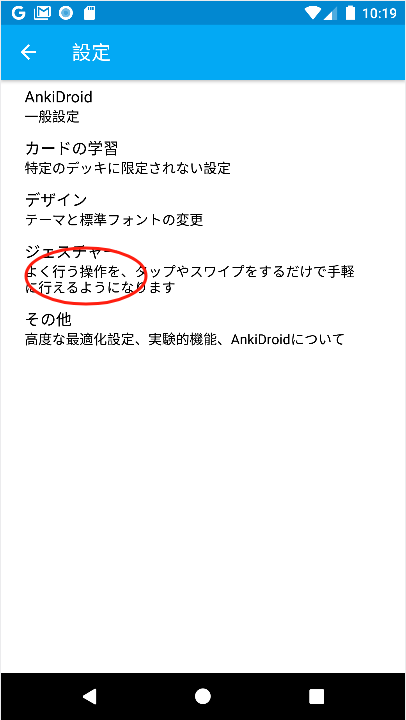 10:19
設定
AnkiDroid
一般設定
カードの学習
特定のデッキに限定されない設定
デザイン
テーマと標準フォントの変更
ジェスチャー
よく行う操作を、タップやスワイプをするだけで手軽
に行えるようになります
その他
高度な最適化設定、実験的機能、AnkiDroidについて